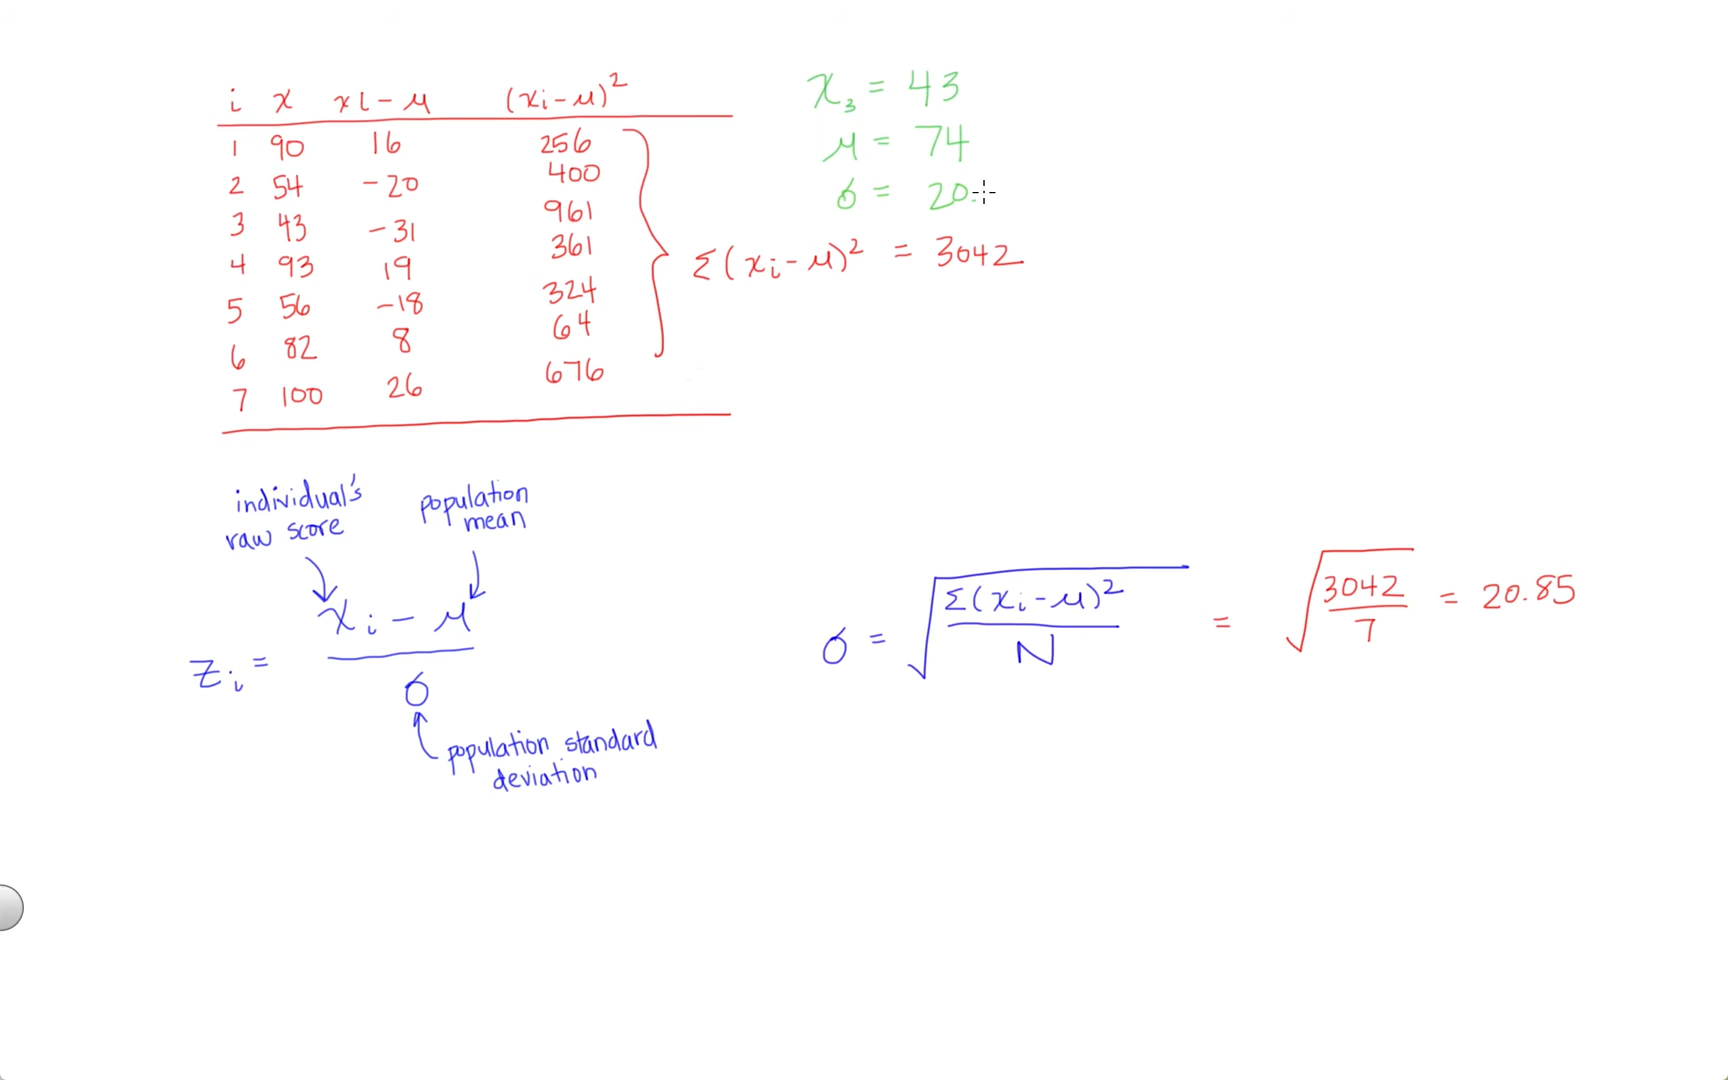 i x xi-μ (xi-μ)²
1 90 16 256
2 54 -20 400
3 43 -31 961
4 93 19 361
5 56 -18 324
6 82 8 64
7 100 26 676
x₃ = 43
μ = 74
σ = 20.
Σ(xi-μ)² = 3042
individual's
raw score
population
mean
zi = xi - μ / σ
population standard
deviation
σ = √Σ(xi-μ)²/N = √3042/7 = 20.85